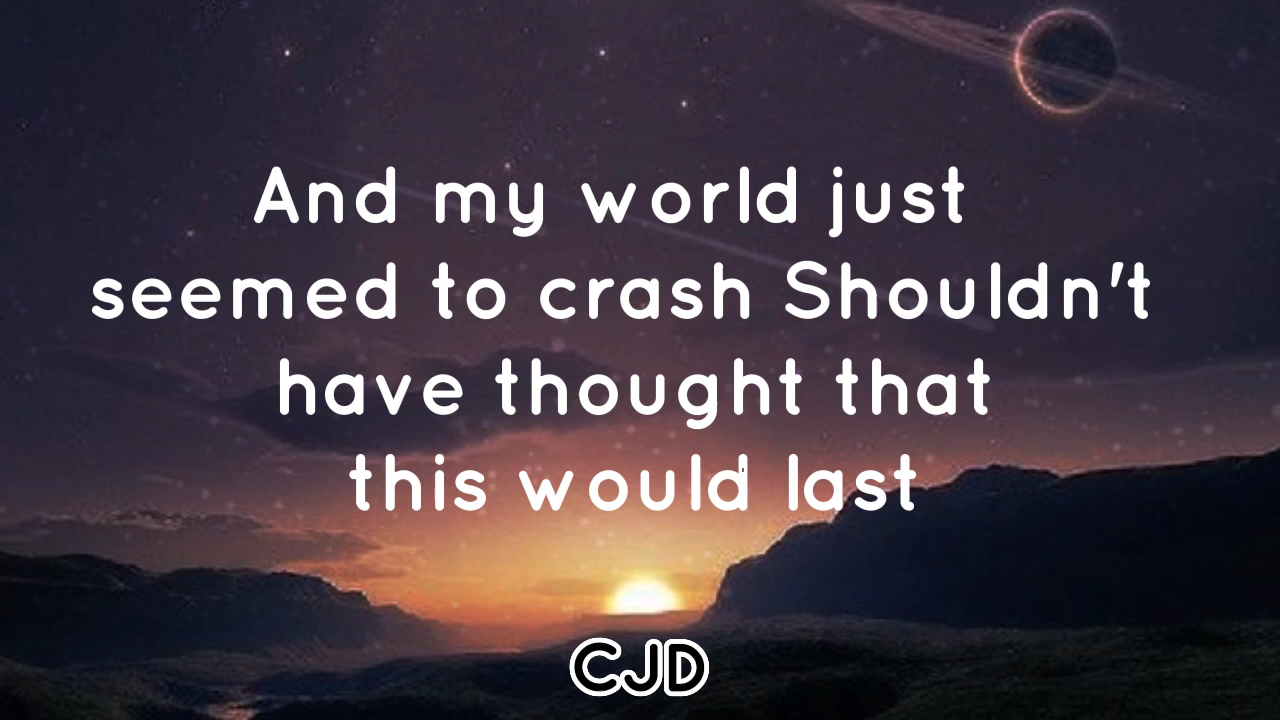 And my world just
seemed to crash Shouldn't
have thought that
this would last
CJD